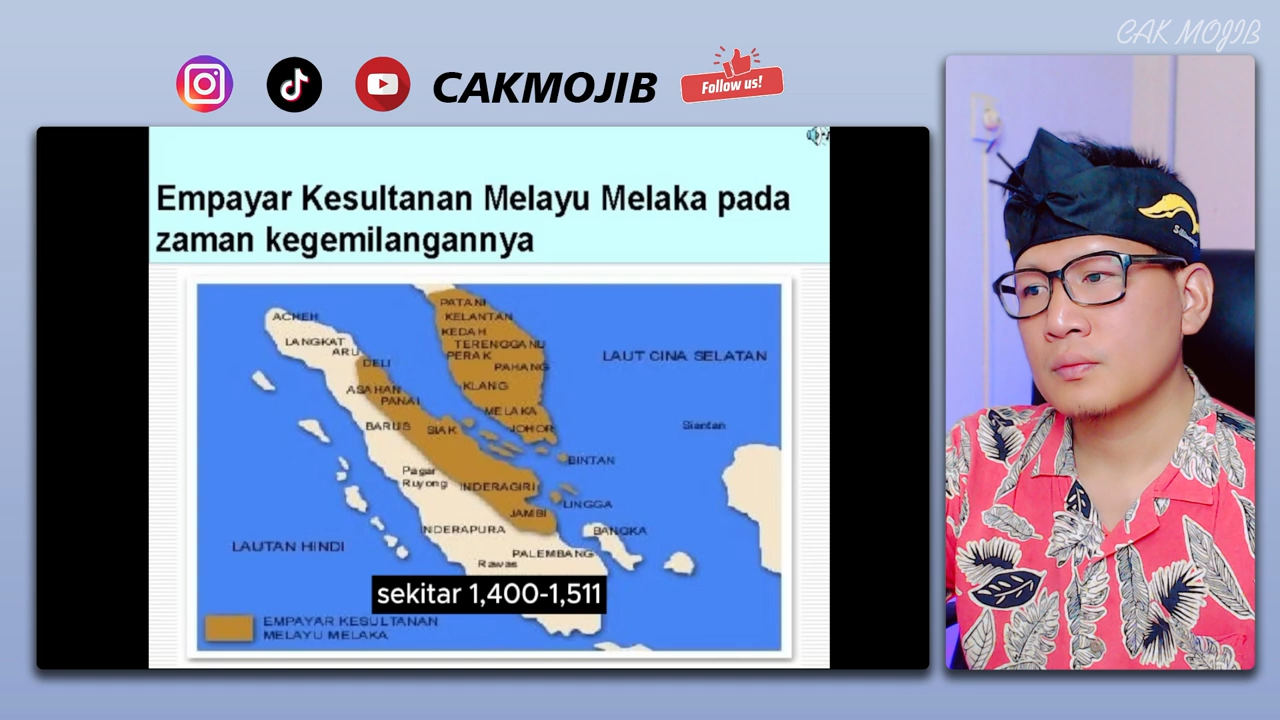 CAK MOJIB
CAKMOJIB
Follow us!
Empayar Kesultanan Melayu Melaka pada
zaman kegemilangannya
PATANI
ACHEH
KELANTAN
KEDAH
LANGKAT
TERENGGANU
ARU
PERAK
LAUT CINA SELATAN
DELI
PAHANG
ASAHAN
KLANG
PANAI
MELAKA
BARUS
SIAK
JOHOR
Siantan
BINTAN
Pagar
Ruyong
INDERAGIRI
LINGGA
JAMBI
INDERAPURA
BANGKA
LAUTAN HINDI
PALEMBANG
Rawas
sekitar 1,400-1,511
EMPAYAR KESULTANAN
MELAYU MELAKA